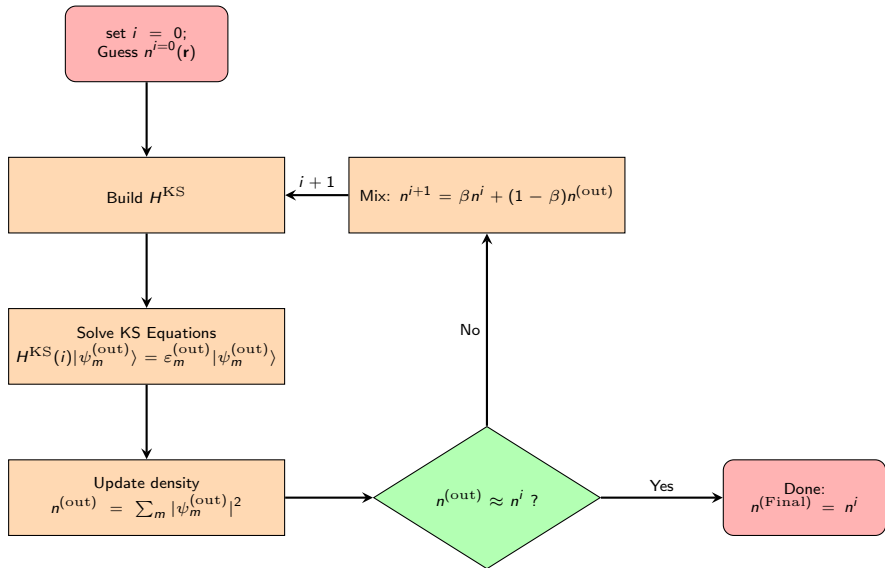 set i = 0;
Guess n^{i=0}(𝐫)
Build H^{KS}
i + 1
Mix: n^{i+1} = βn^{i} + (1 − β)n^{(out)}
Solve KS Equations
H^{KS}(i)|ψ_m^{(out)}⟩ = ε_m^{(out)}|ψ_m^{(out)}⟩
No
Update density
n^{(out)} = ∑_m |ψ_m^{(out)}|^2
n^{(out)} ≈ n^{i} ?
Yes
Done:
n^{(Final)} = n^{i}